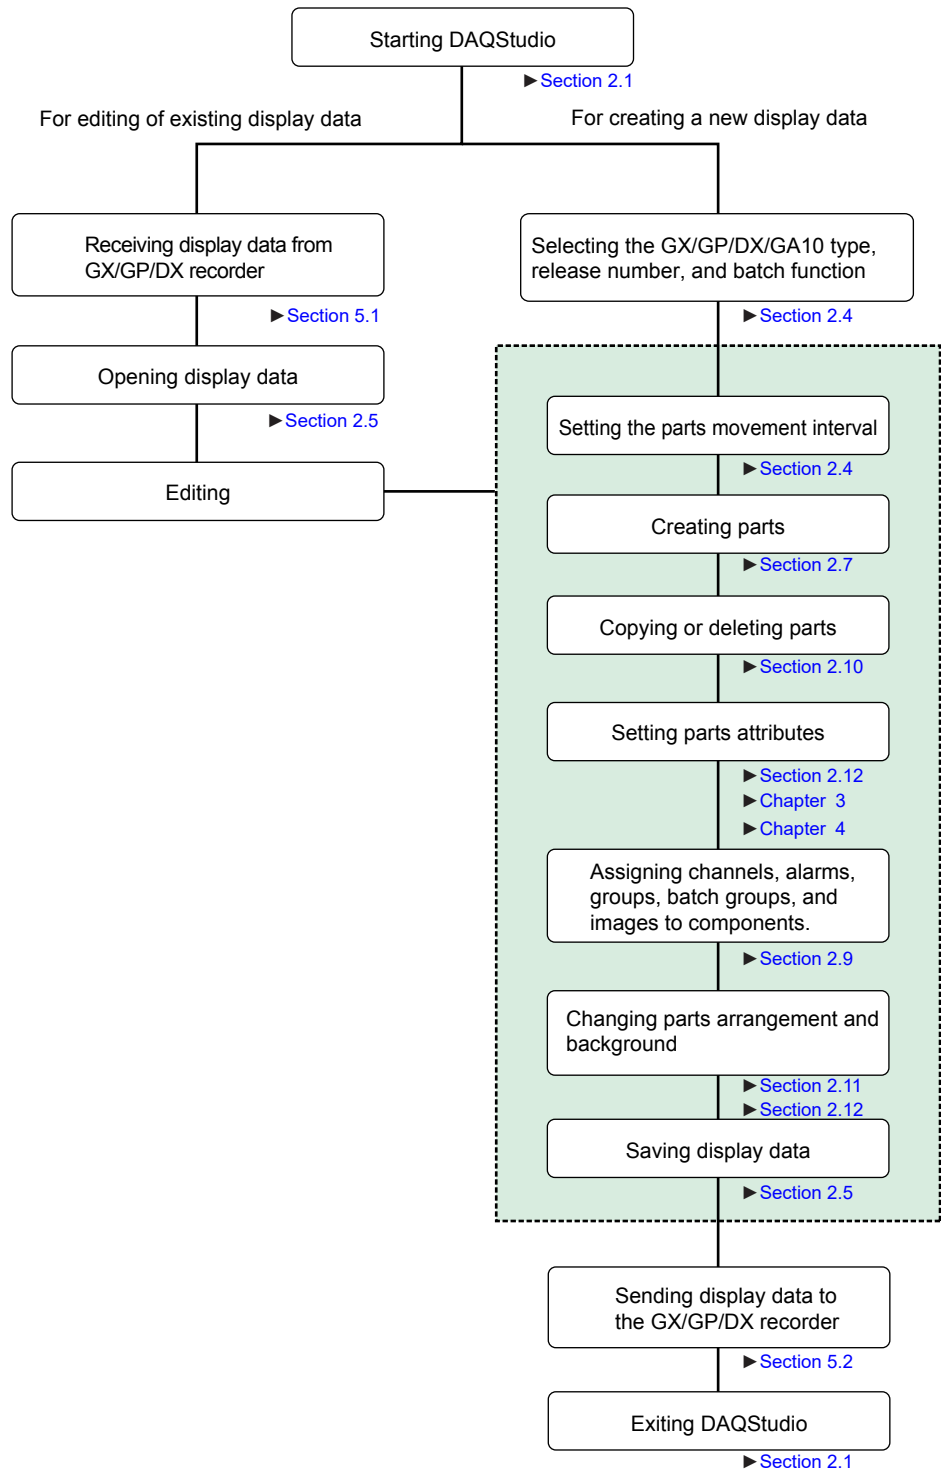 Starting DAQStudio
►Section 2.1
For editing of existing display data
For creating a new display data
Receiving display data from
GX/GP/DX recorder
►Section 5.1
Opening display data
►Section 2.5
Editing
Selecting the GX/GP/DX/GA10 type,
release number, and batch function
►Section 2.4
Setting the parts movement interval
►Section 2.4
Creating parts
►Section 2.7
Copying or deleting parts
►Section 2.10
Setting parts attributes
►Section 2.12
►Chapter 3
►Chapter 4
Assigning channels, alarms,
groups, batch groups, and
images to components.
►Section 2.9
Changing parts arrangement and
background
►Section 2.11
►Section 2.12
Saving display data
►Section 2.5
Sending display data to
the GX/GP/DX recorder
►Section 5.2
Exiting DAQStudio
►Section 2.1